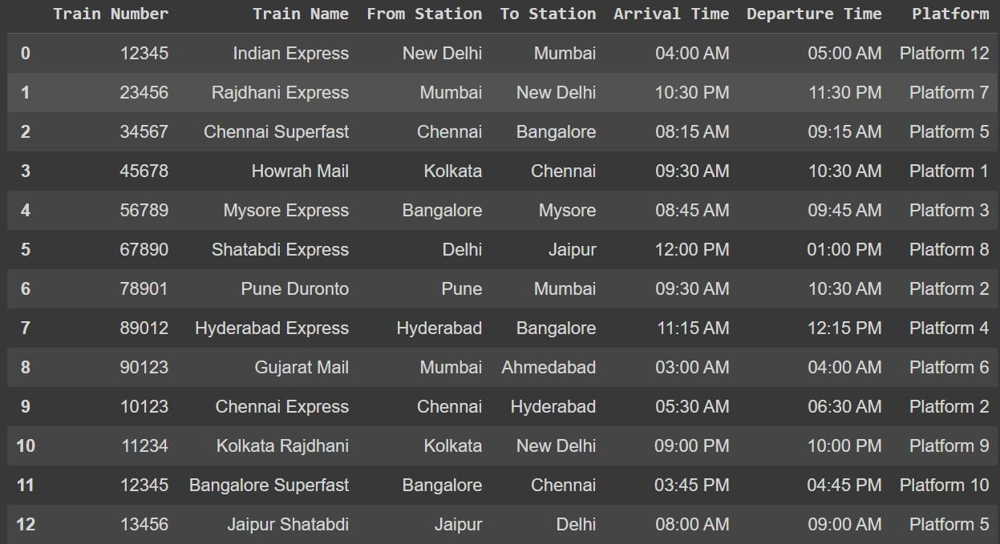 Train Number Train Name From Station To Station Arrival Time Departure Time Platform
0 12345 Indian Express New Delhi Mumbai 04:00 AM 05:00 AM Platform 12
1 23456 Rajdhani Express Mumbai New Delhi 10:30 PM 11:30 PM Platform 7
2 34567 Chennai Superfast Chennai Bangalore 08:15 AM 09:15 AM Platform 5
3 45678 Howrah Mail Kolkata Chennai 09:30 AM 10:30 AM Platform 1
4 56789 Mysore Express Bangalore Mysore 08:45 AM 09:45 AM Platform 3
5 67890 Shatabdi Express Delhi Jaipur 12:00 PM 01:00 PM Platform 8
6 78901 Pune Duronto Pune Mumbai 09:30 AM 10:30 AM Platform 2
7 89012 Hyderabad Express Hyderabad Bangalore 11:15 AM 12:15 PM Platform 4
8 90123 Gujarat Mail Mumbai Ahmedabad 03:00 AM 04:00 AM Platform 6
9 10123 Chennai Express Chennai Hyderabad 05:30 AM 06:30 AM Platform 2
10 11234 Kolkata Rajdhani Kolkata New Delhi 09:00 PM 10:00 PM Platform 9
11 12345 Bangalore Superfast Bangalore Chennai 03:45 PM 04:45 PM Platform 10
12 13456 Jaipur Shatabdi Jaipur Delhi 08:00 AM 09:00 AM Platform 5